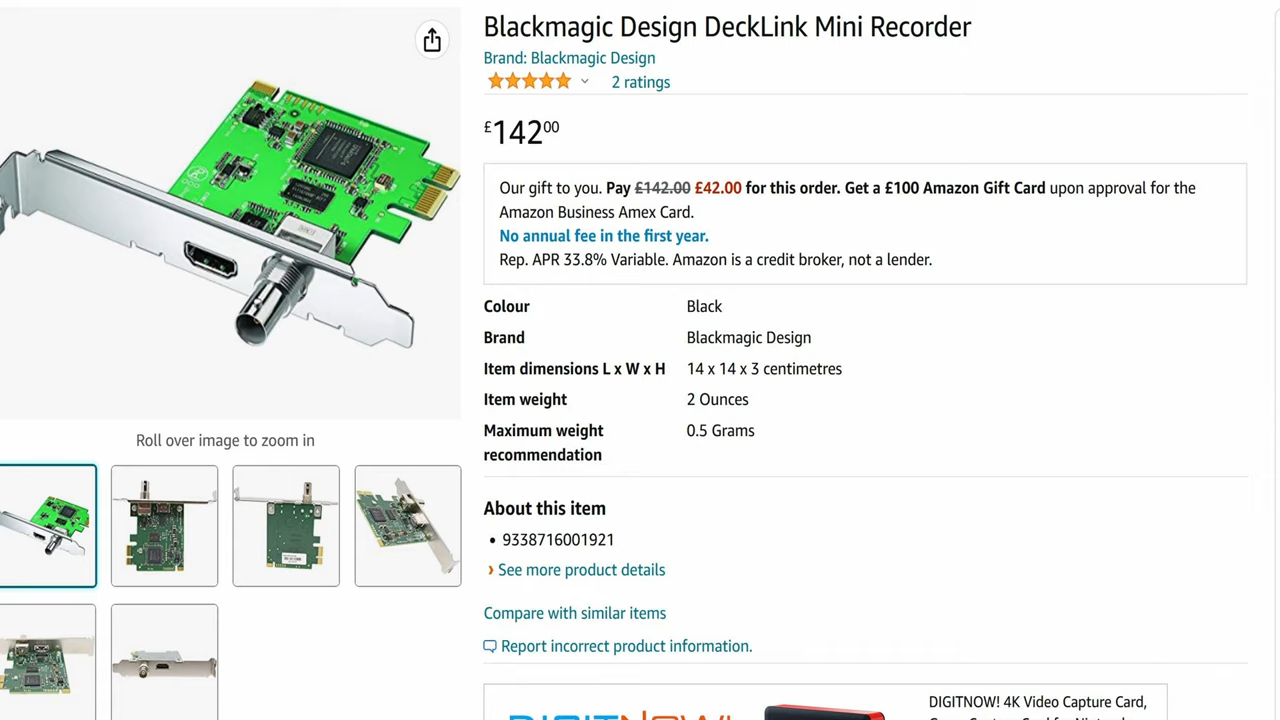 Blackmagic Design DeckLink Mini Recorder
Brand: Blackmagic Design
2 ratings
£14200
Our gift to you. Pay £142.00 £42.00 for this order. Get a £100 Amazon Gift Card upon approval for the
Amazon Business Amex Card.
No annual fee in the first year.
Rep. APR 33.8% Variable. Amazon is a credit broker, not a lender.
Colour Black
Brand Blackmagic Design
Item dimensions L x W x H 14 x 14 x 3 centimetres
Item weight 2 Ounces
Maximum weight 0.5 Grams
recommendation
Roll over image to zoom in
About this item
• 9338716001921
› See more product details
Compare with similar items
Report incorrect product information.
DIGITNOW!
DIGITNOW! 4K Video Capture Card,